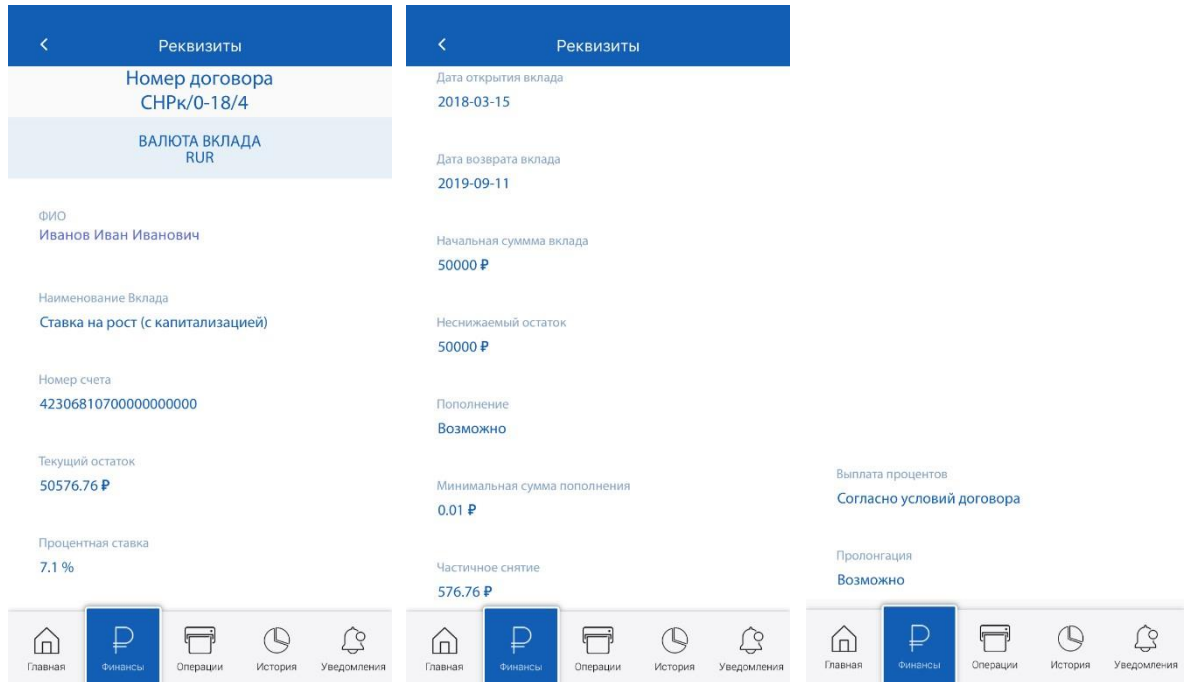 Реквизиты
Номер договора
СНРк/0-18/4
ВАЛЮТА ВКЛАДА
RUR
ФИО
Иванов Иван Иванович
Наименование Вклада
Ставка на рост (с капитализацией)
Номер счета
42306810700000000000
Текущий остаток
50576.76 ₽
Процентная ставка
7.1 %
Главная
Финансы
Операции
История
Уведомления
Реквизиты
Дата открытия вклада
2018-03-15
Дата возврата вклада
2019-09-11
Начальная суммма вклада
50000 ₽
Неснижаемый остаток
50000 ₽
Пополнение
Возможно
Минимальная сумма пополнения
0.01 ₽
Частичное снятие
576.76 ₽
Главная
Финансы
Операции
История
Уведомления
Выплата процентов
Согласно условий договора
Пролонгация
Возможно
Главная
Финансы
Операции
История
Уведомления